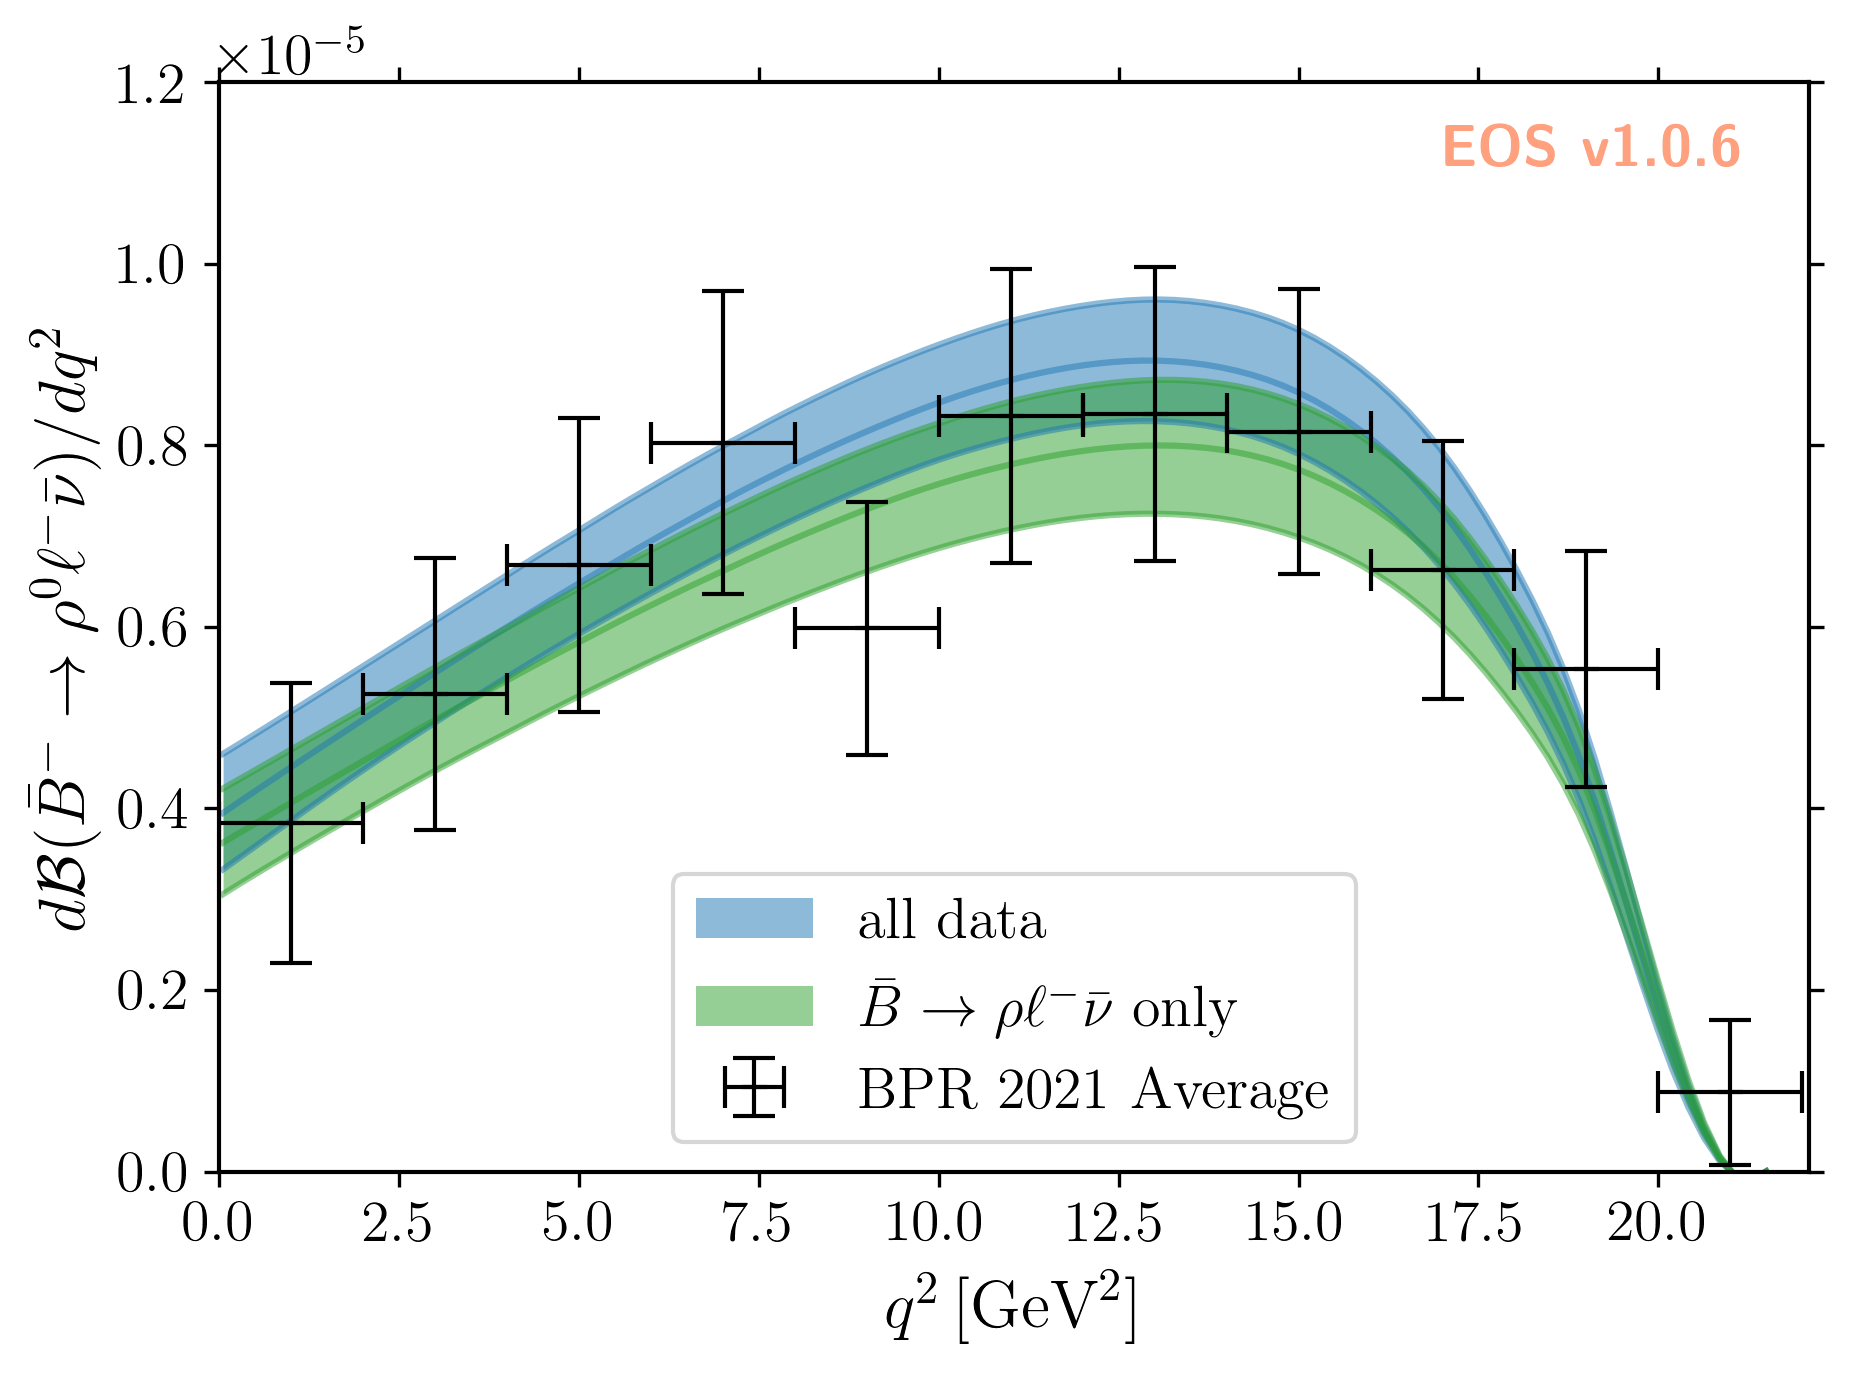 ×10⁻⁵
EOS v1.0.6
1.2
1.0
0.8
0.6
0.4
0.2
0.0
dℬ(B̄⁻ → ρ⁰ℓ⁻ν̄)/dq²
all data
B̄ → ρℓ⁻ν̄ only
BPR 2021 Average
0.0 2.5 5.0 7.5 10.0 12.5 15.0 17.5 20.0
q² [GeV²]